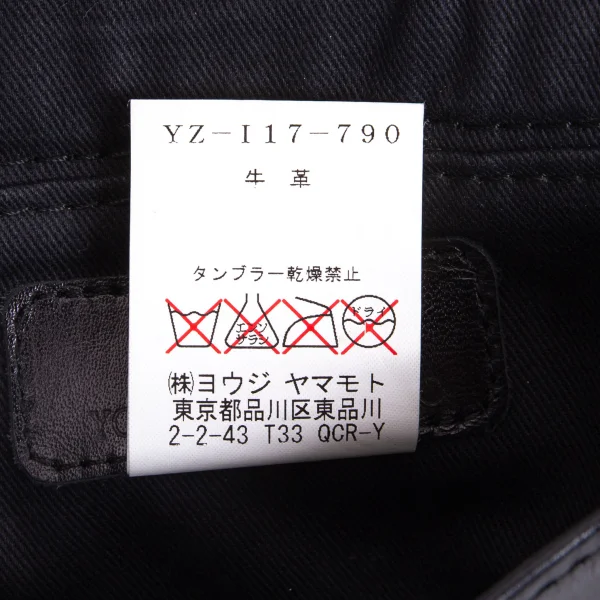 YZ-I17-790
牛革
タンブラー乾燥禁止
エンソ サラシ ドライ
(株)ヨウジ ヤマモト
東京都品川区東品川
2-2-43 T33 QCR-Y